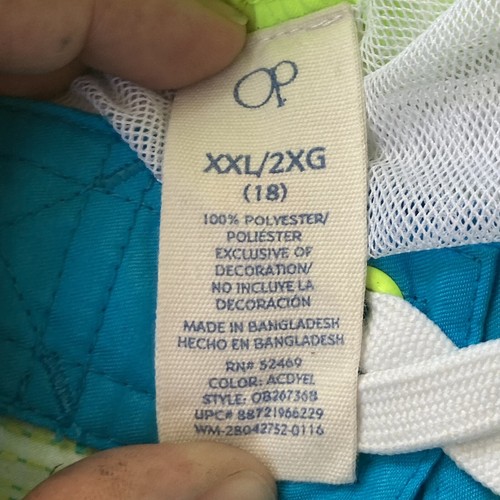 OP
XXL/2XG
(18)
100% POLYESTER/
POLIÉSTER
EXCLUSIVE OF
DECORATION/
NO INCLUYE LA
DECORACIÓN
MADE IN BANGLADESH
HECHO EN BANGLADESH
RN# 52469
COLOR: ACDYEL
STYLE: OB267368
UPC# 88721966229
WM-28042752-0116